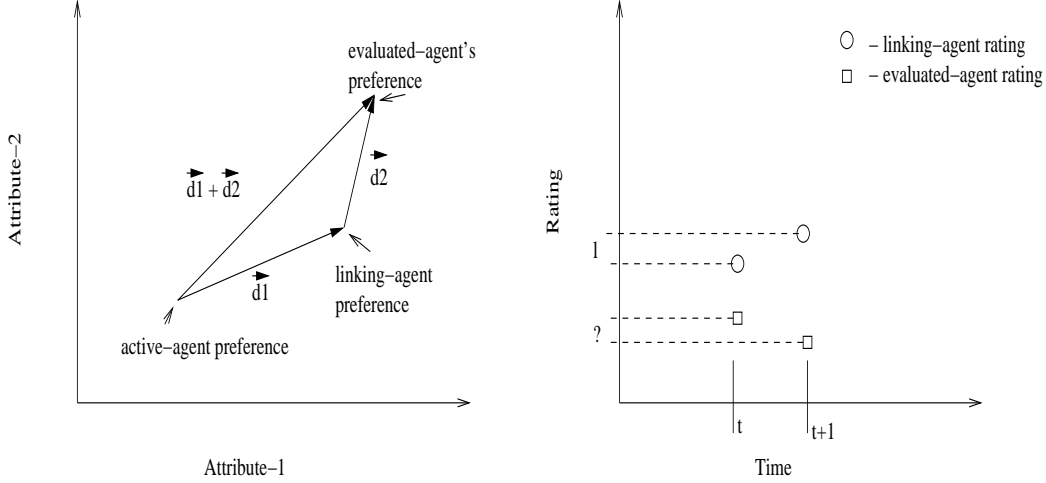 evaluated–agent's
preference
Attribute–2
d1 + d2
d2
d1
linking–agent
preference
active–agent preference
Attribute–1
– linking–agent rating
– evaluated–agent rating
Rating
l
?
t
t+1
Time